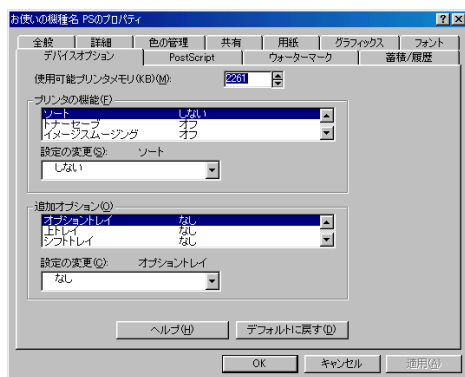 お使いの機種名 PSのプロパティ
全般 詳細 色の管理 共有 用紙 グラフィックス フォント
デバイスオプション PostScript ウォーターマーク 蓄積/履歴
使用可能プリンタメモリ(KB)(M): 2261
プリンタの機能(F)
ソート しない
トナーセーブ オフ
イメージスムージング オフ
設定の変更(S): ソート
しない
追加オプション(O)
オプショントレイ なし
上トレイ なし
シフトトレイ なし
設定の変更(C): オプショントレイ
なし
ヘルプ(H) デフォルトに戻す(D)
OK キャンセル 適用(A)